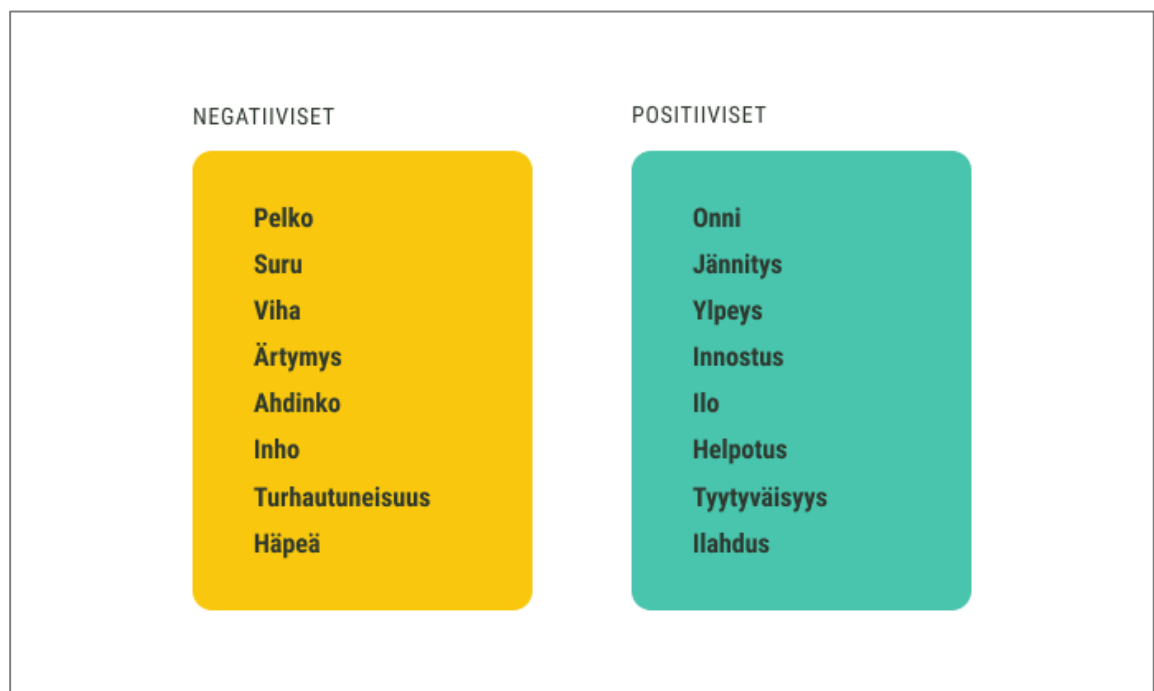 NEGATIIVISET
Pelko
Suru
Viha
Ärtymys
Ahdinko
Inho
Turhautuneisuus
Häpeä
POSITIIVISET
Onni
Jännitys
Ylpeys
Innostus
Ilo
Helpotus
Tyytyväisyys
Ilahdus